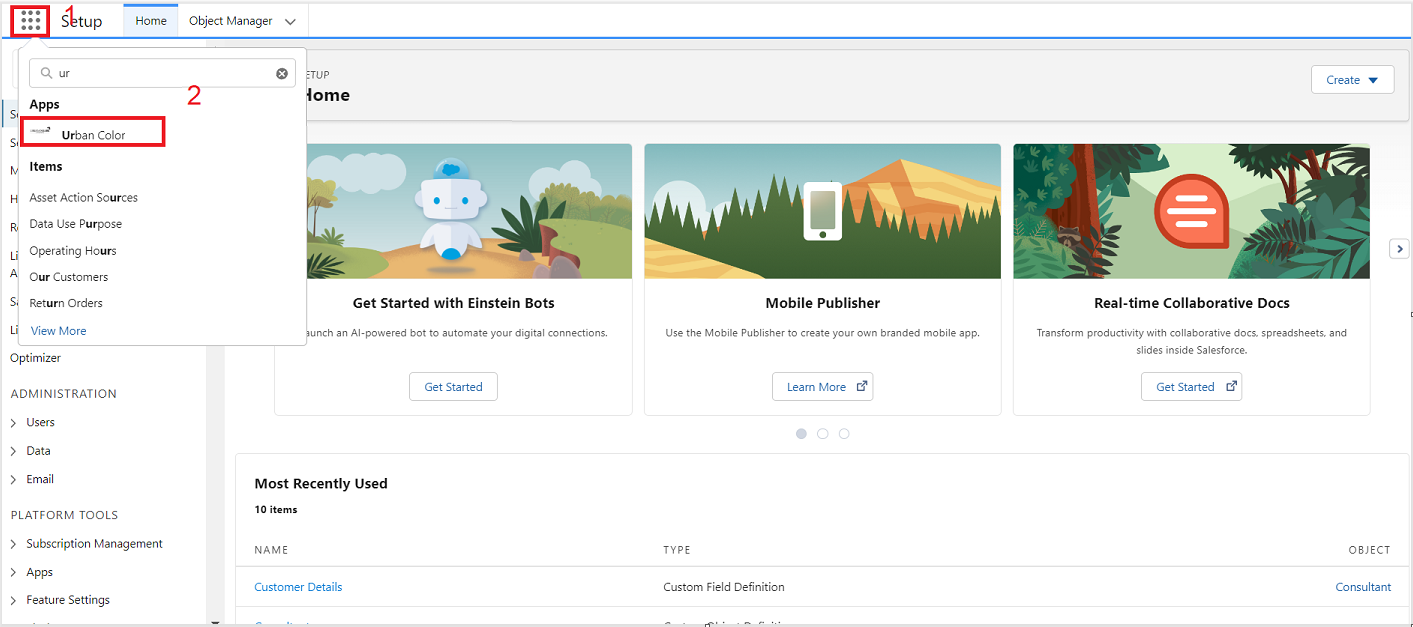 1
Setup
Home
Object Manager
ur
2
Apps
Urban Color
Items
Asset Action Sources
Data Use Purpose
Operating Hours
Our Customers
Return Orders
View More
Optimizer
ADMINISTRATION
Users
Data
Email
PLATFORM TOOLS
Subscription Management
Apps
Feature Settings
ETUP
Home
Create
Get Started with Einstein Bots
aunch an AI-powered bot to automate your digital connections.
Get Started
Mobile Publisher
Use the Mobile Publisher to create your own branded mobile app.
Learn More
Real-time Collaborative Docs
Transform productivity with collaborative docs, spreadsheets, and
slides inside Salesforce.
Get Started
Most Recently Used
10 items
NAME TYPE OBJECT
Customer Details Custom Field Definition Consultant